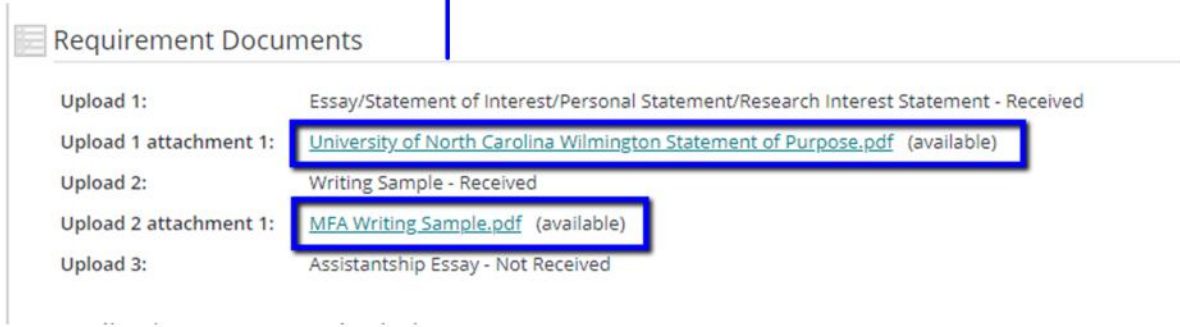 Requirement Documents
Upload 1: Essay/Statement of Interest/Personal Statement/Research Interest Statement - Received
Upload 1 attachment 1: University of North Carolina Wilmington Statement of Purpose.pdf (available)
Upload 2: Writing Sample - Received
Upload 2 attachment 1: MFA Writing Sample.pdf (available)
Upload 3: Assistantship Essay - Not Received